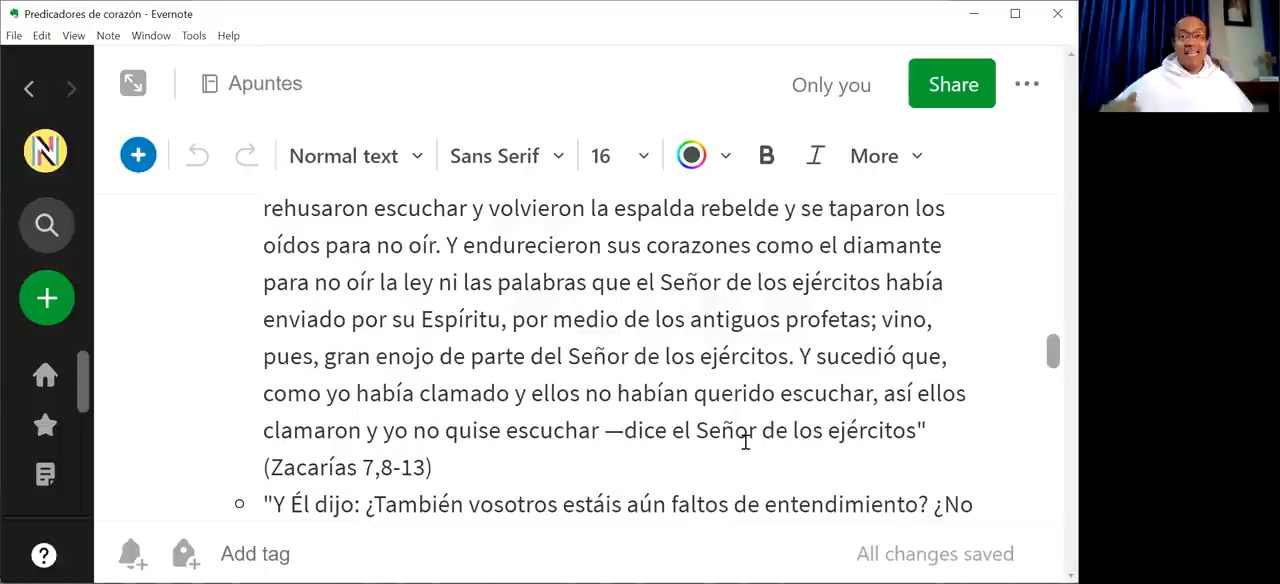 Predicadores de corazón - Evernote
File Edit View Note Window Tools Help
Apuntes
Only you
Share
Normal text
Sans Serif
16
B
I
More
rehusaron escuchar y volvieron la espalda rebelde y se taparon los
oídos para no oír. Y endurecieron sus corazones como el diamante
para no oír la ley ni las palabras que el Señor de los ejércitos había
enviado por su Espíritu, por medio de los antiguos profetas; vino,
pues, gran enojo de parte del Señor de los ejércitos. Y sucedió que,
como yo había clamado y ellos no habían querido escuchar, así ellos
clamaron y yo no quise escuchar —dice el Señor de los ejércitos"
(Zacarías 7,8-13)
"Y Él dijo: ¿También vosotros estáis aún faltos de entendimiento? ¿No
Add tag
All changes saved